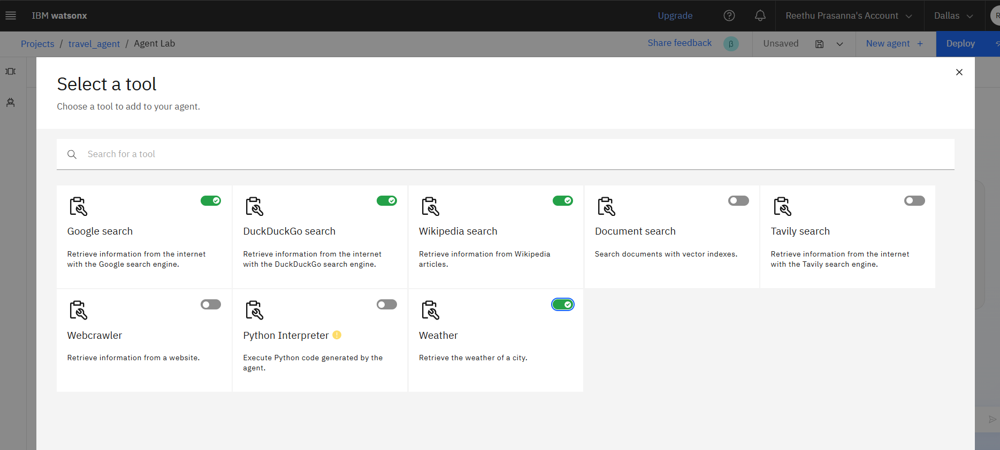 IBM watsonx
Upgrade
Reethu Prasanna's Account
Dallas
R
Projects / travel_agent / Agent Lab
Share feedback
β
Unsaved
New agent +
Deploy
Select a tool
Choose a tool to add to your agent.
Search for a tool
Google search
Retrieve information from the internet
with the Google search engine.
DuckDuckGo search
Retrieve information from the internet
with the DuckDuckGo search engine.
Wikipedia search
Retrieve information from Wikipedia
articles.
Document search
Search documents with vector indexes.
Tavily search
Retrieve information from the internet
with the Tavily search engine.
Webcrawler
Retrieve information from a website.
Python Interpreter
Execute Python code generated by the
agent.
Weather
Retrieve the weather of a city.